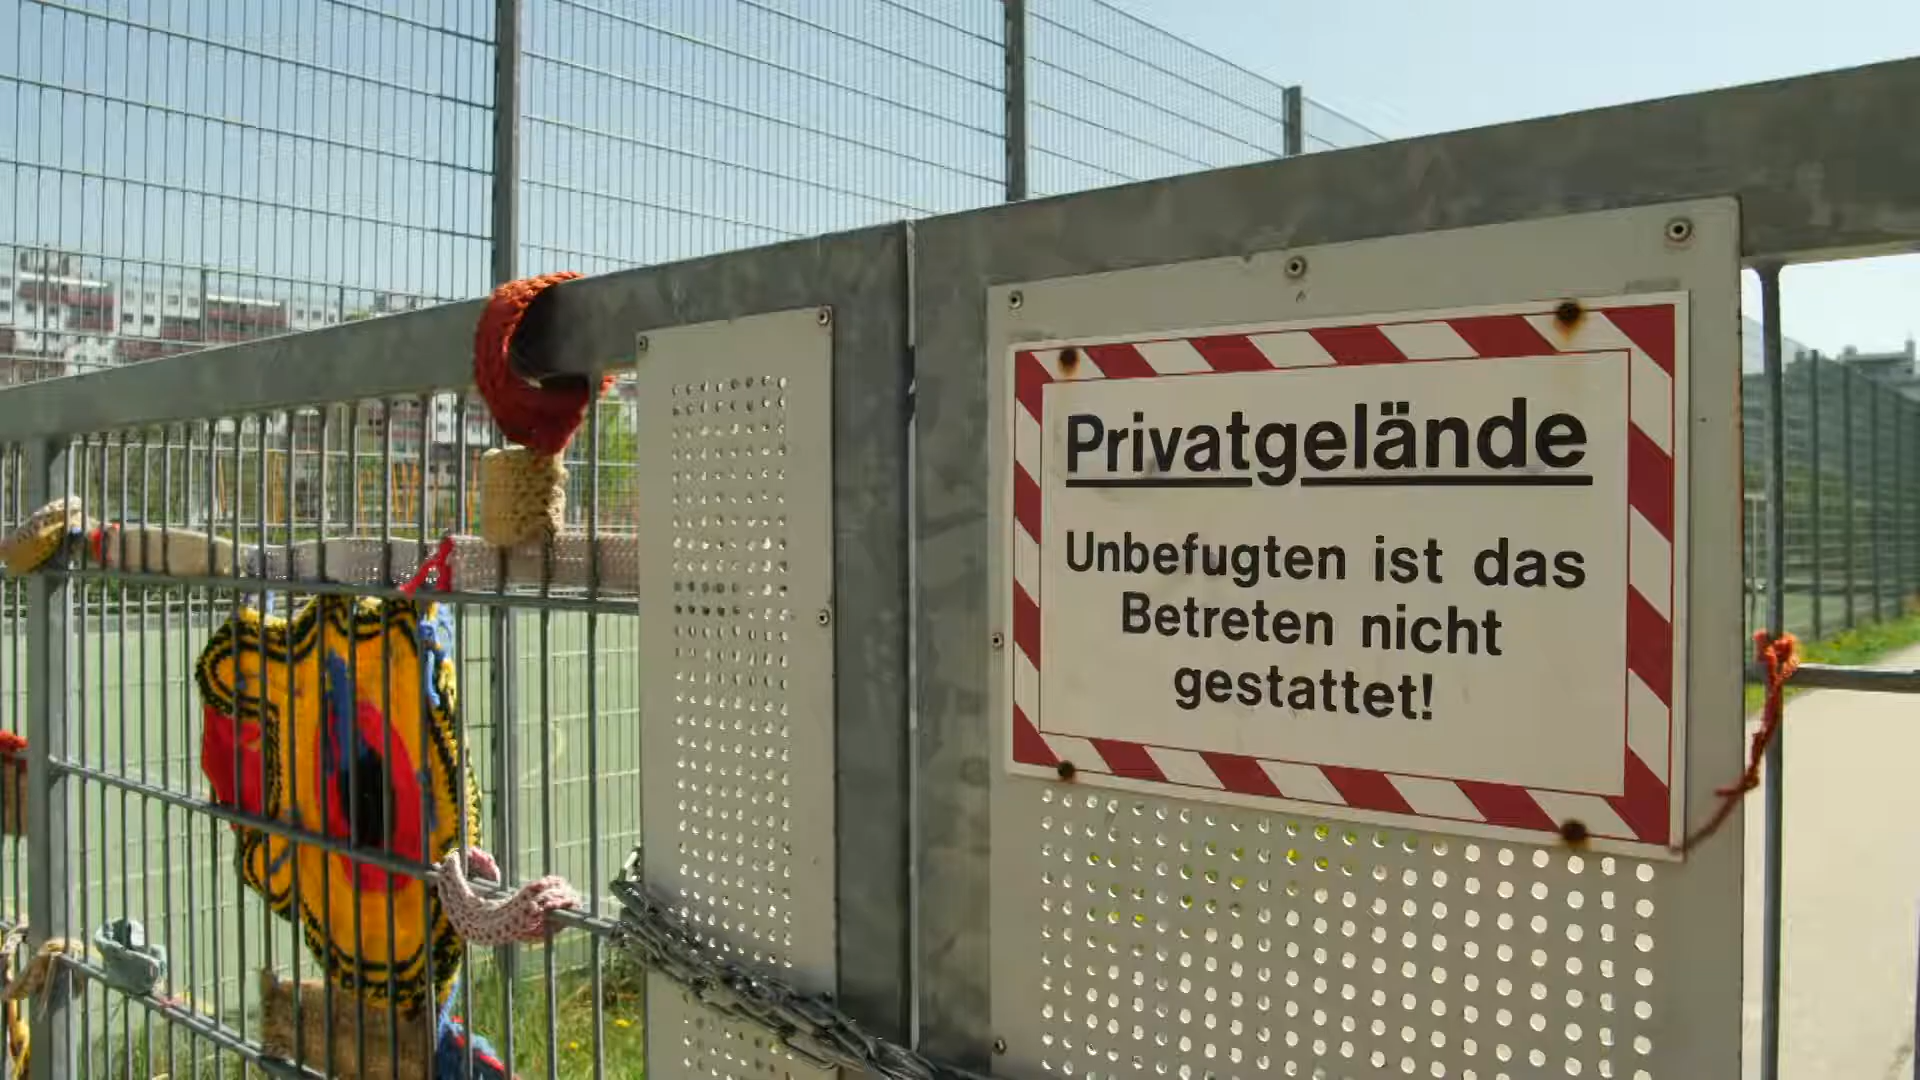 Privatgelände
Unbefugten ist das
Betreten nicht
gestattet!